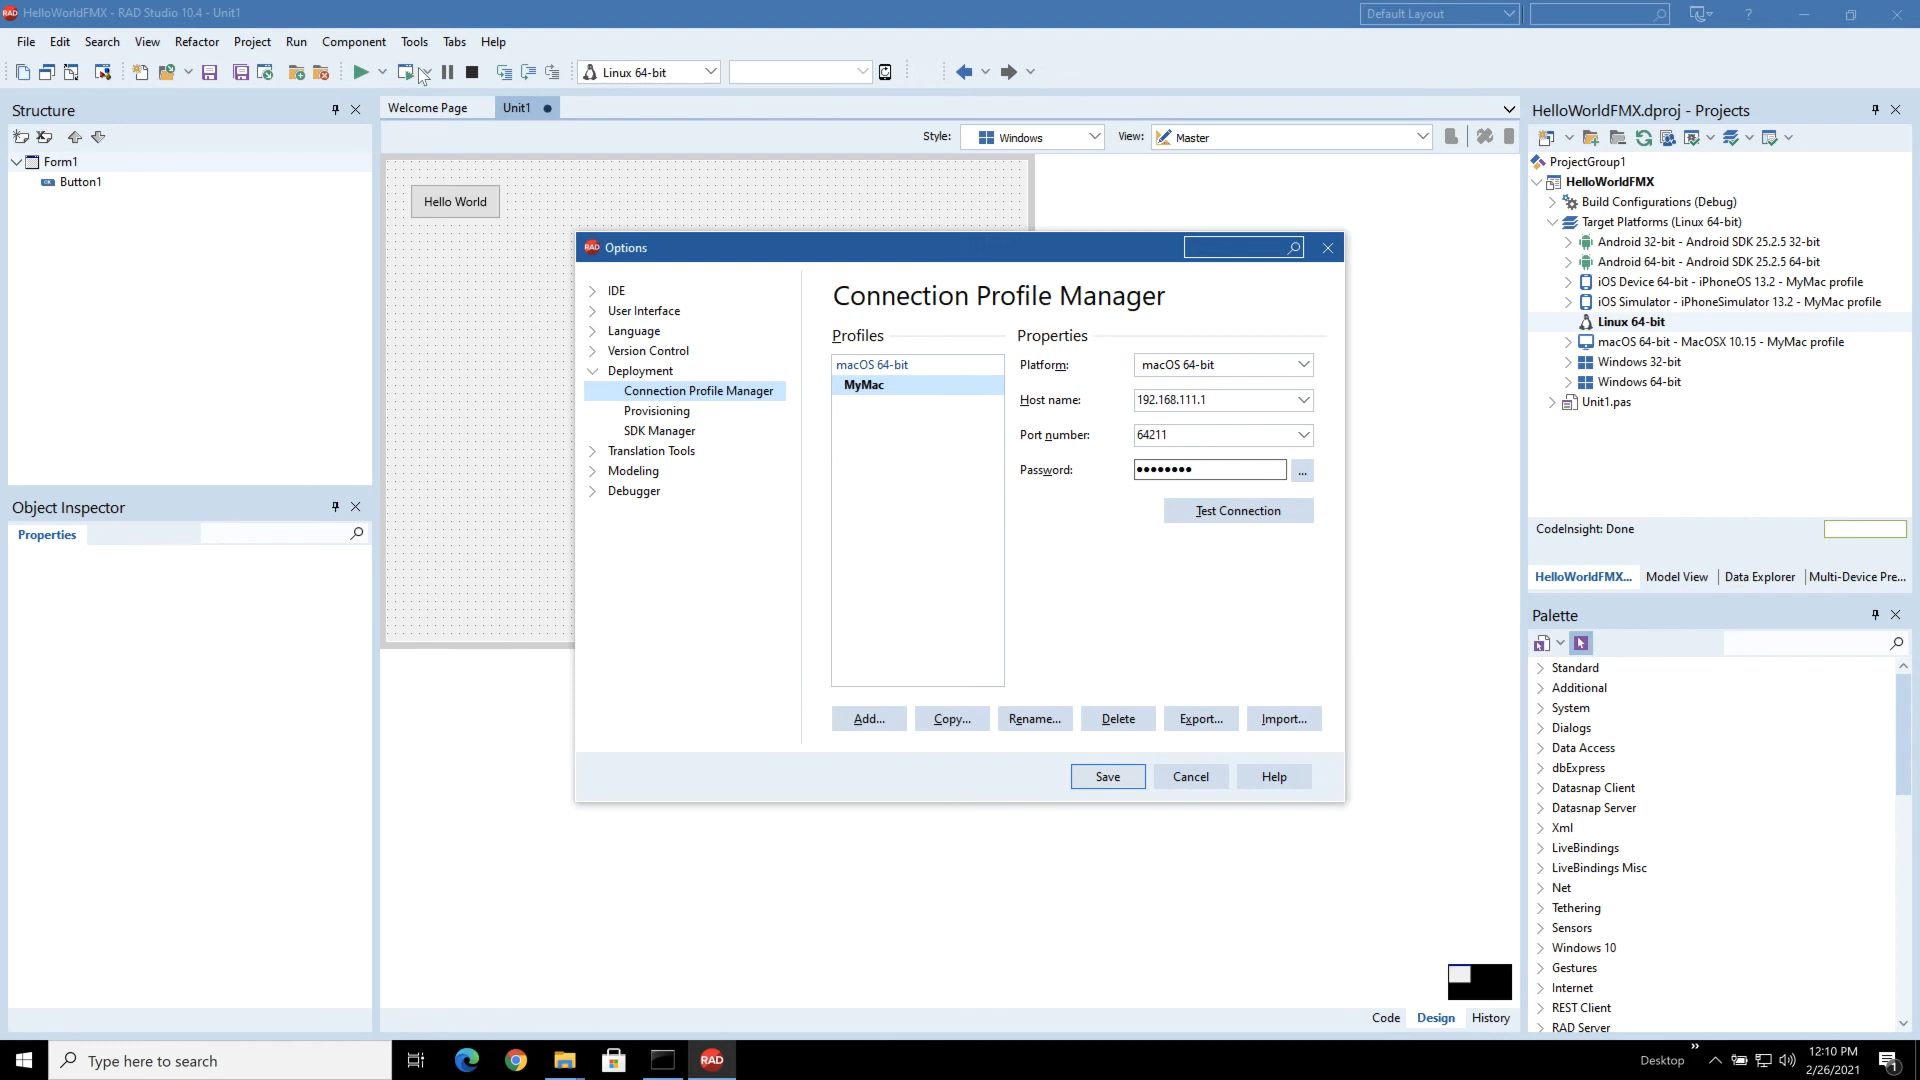 RAD HelloWorldFMX - RAD Studio 10.4 - Unit1
Default Layout
?
File Edit Search View Refactor Project Run Component Tools Tabs Help
Linux 64-bit
Structure
Form1
Button1
Object Inspector
Properties
Welcome Page
Unit1
Style:
Windows
View:
Master
Hello World
RAD Options
IDE
User Interface
Language
Version Control
Deployment
Connection Profile Manager
Provisioning
SDK Manager
Translation Tools
Modeling
Debugger
Connection Profile Manager
Profiles
macOS 64-bit
MyMac
Properties
Platform: macOS 64-bit
Host name: 192.168.111.1
Port number: 64211
Password: ●●●●●●●● ...
Test Connection
Add... Copy... Rename... Delete Export... Import...
Save Cancel Help
Code Design History
HelloWorldFMX.dproj - Projects
ProjectGroup1
HelloWorldFMX
Build Configurations (Debug)
Target Platforms (Linux 64-bit)
Android 32-bit - Android SDK 25.2.5 32-bit
Android 64-bit - Android SDK 25.2.5 64-bit
iOS Device 64-bit - iPhoneOS 13.2 - MyMac profile
iOS Simulator - iPhoneSimulator 13.2 - MyMac profile
Linux 64-bit
macOS 64-bit - MacOSX 10.15 - MyMac profile
Windows 32-bit
Windows 64-bit
Unit1.pas
CodeInsight: Done
HelloWorldFMX... Model View Data Explorer Multi-Device Pre...
Palette
Standard
Additional
System
Dialogs
Data Access
dbExpress
Datasnap Client
Datasnap Server
Xml
LiveBindings
LiveBindings Misc
Net
Tethering
Sensors
Windows 10
Gestures
Internet
REST Client
RAD Server
Type here to search
RAD
Desktop
12:10 PM
2/26/2021
1